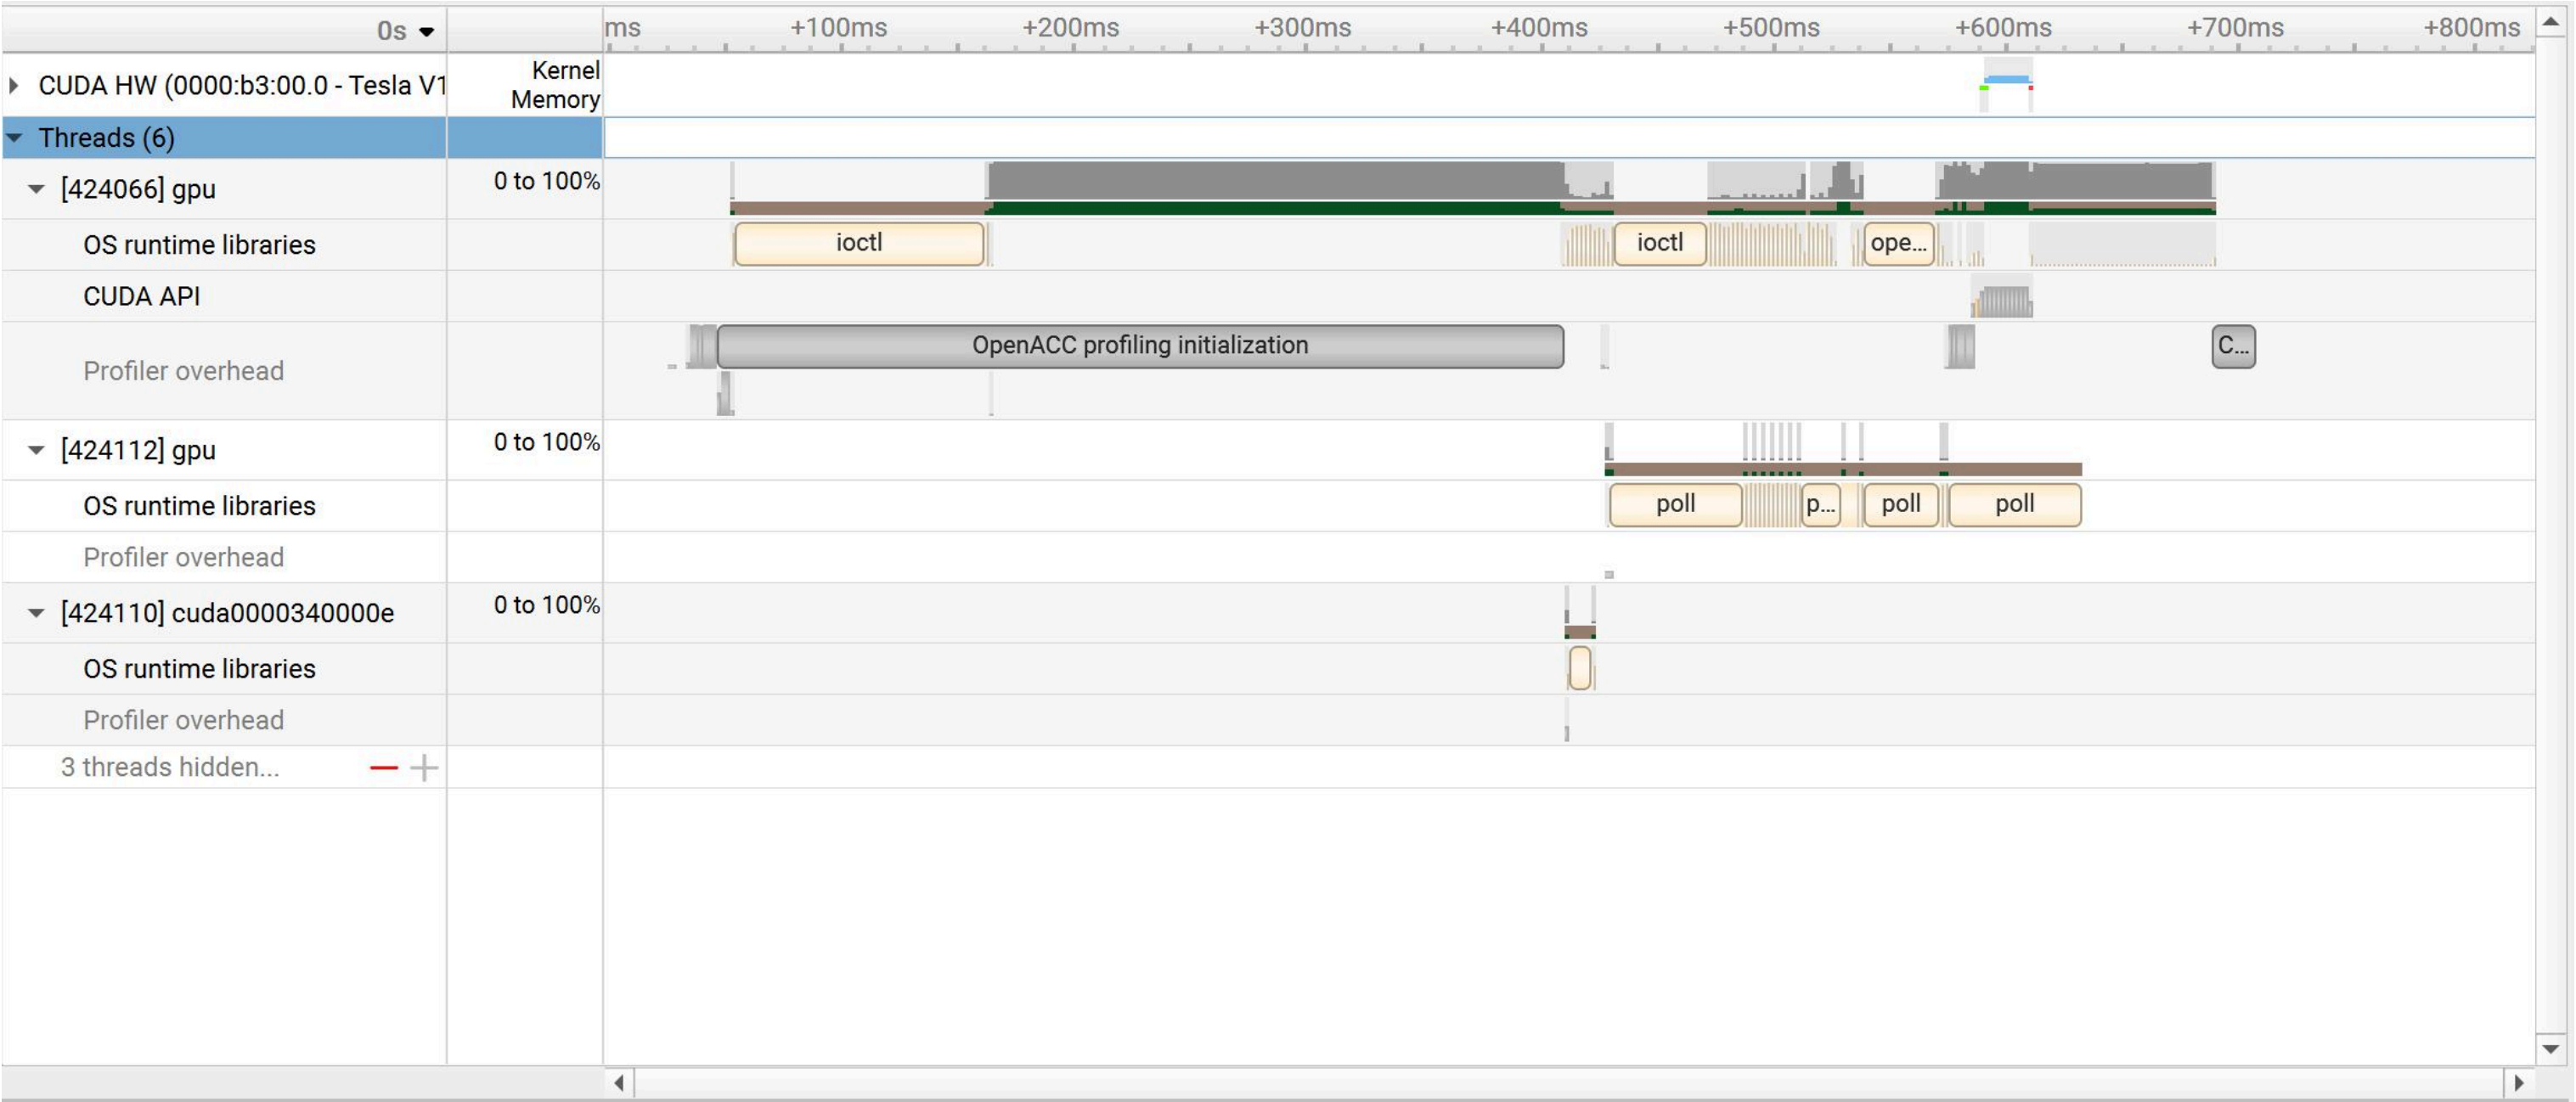 0s ms +100ms +200ms +300ms +400ms +500ms +600ms +700ms +800ms
CUDA HW (0000:b3:00.0 - Tesla V1 Kernel
Memory
Threads (6)
[424066] gpu 0 to 100%
OS runtime libraries ioctl ioctl ope...
CUDA API
OpenACC profiling initialization C...
Profiler overhead
[424112] gpu 0 to 100%
OS runtime libraries poll p... poll poll
Profiler overhead
[424110] cuda0000340000e 0 to 100%
OS runtime libraries
Profiler overhead
3 threads hidden...